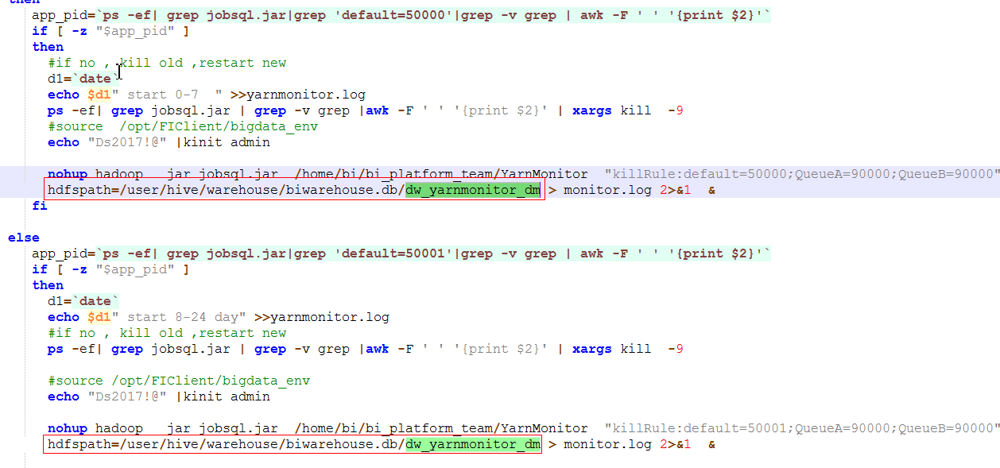 then
app_pid=`ps -ef| grep jobsql.jar|grep 'default=50000'|grep -v grep | awk -F ' ' '{print $2}'`
if [ -z "$app_pid" ]
then
#if no , kill old ,restart new
d1=`date`
echo $d1" start 0-7  " >>yarnmonitor.log
ps -ef| grep jobsql.jar | grep -v grep |awk -F ' ' '{print $2}' | xargs kill  -9
#source  /opt/FIClient/bigdata_env
echo "Ds2017!@" |kinit admin
nohup hadoop   jar jobsql.jar  /home/bi/bi_platform_team/YarnMonitor  "killRule:default=50000;QueueA=90000;QueueB=90000"
hdfspath=/user/hive/warehouse/biwarehouse.db/dw_yarnmonitor_dm > monitor.log 2>&1  &
fi
else
app_pid=`ps -ef| grep jobsql.jar|grep 'default=50001'|grep -v grep | awk -F ' ' '{print $2}'`
if [ -z "$app_pid" ]
then
d1=`date`
echo $d1" start 8-24 day" >>yarnmonitor.log
#if no , kill old ,restart new
ps -ef| grep jobsql.jar | grep -v grep |awk -F ' ' '{print $2}' | xargs kill  -9
#source /opt/FIClient/bigdata_env
echo "Ds2017!@" |kinit admin
nohup hadoop   jar jobsql.jar  /home/bi/bi_platform_team/YarnMonitor  "killRule:default=50001;QueueA=90000;QueueB=90000"
hdfspath=/user/hive/warehouse/biwarehouse.db/dw_yarnmonitor_dm > monitor.log 2>&1  &